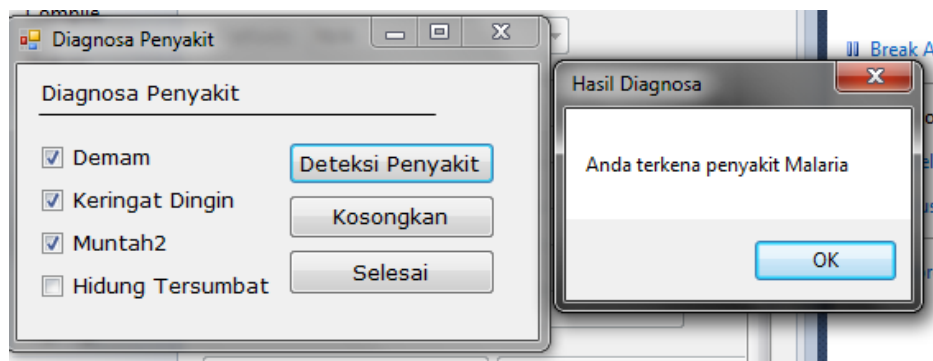 Compile
Diagnosa Penyakit
Diagnosa Penyakit
Demam
Keringat Dingin
Muntah2
Hidung Tersumbat
Deteksi Penyakit
Kosongkan
Selesai
Break A
Hasil Diagnosa
Anda terkena penyakit Malaria
OK